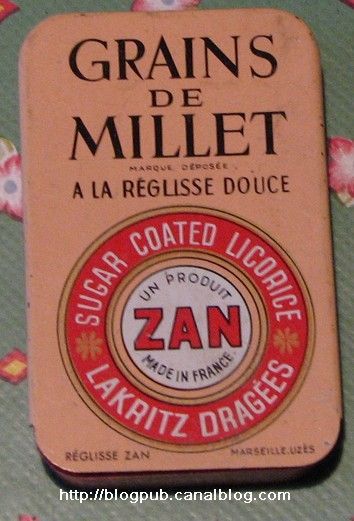 GRAINS
DE
MILLET
MARQUE DÉPOSÉE
A LA RÉGLISSE DOUCE
SUGAR COATED LICORICE
UN PRODUIT
ZAN
MADE IN FRANCE
LAKRITZ DRAGÉES
RÉGLISSE ZAN
MARSEILLE.UZÈS
http://blogpub.canalblog.com